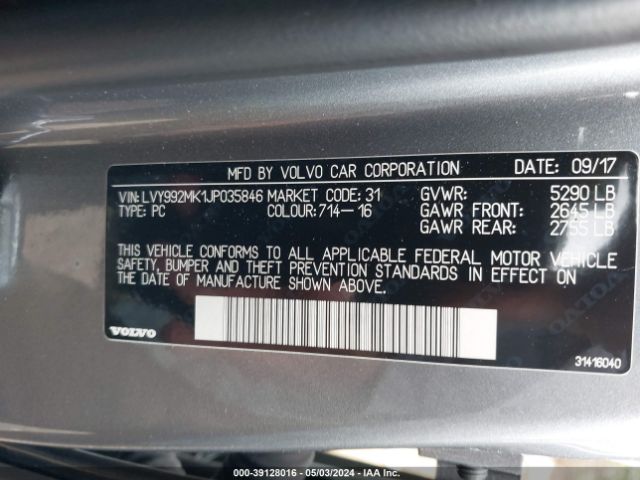 MFD BY VOLVO CAR CORPORATION DATE: 09/17
VIN: LVY992MK1JP035846 MARKET CODE: 31 GVWR: 5290 LB
TYPE: PC COLOUR: 714-16 GAWR FRONT: 2645 LB
GAWR REAR: 2755 LB
THIS VEHICLE CONFORMS TO ALL APPLICABLE FEDERAL MOTOR VEHICLE
SAFETY, BUMPER AND THEFT PREVENTION STANDARDS IN EFFECT ON
THE DATE OF MANUFACTURE SHOWN ABOVE.
VOLVO
31416040
000-39128016 - 05/03/2024 - IAA Inc.